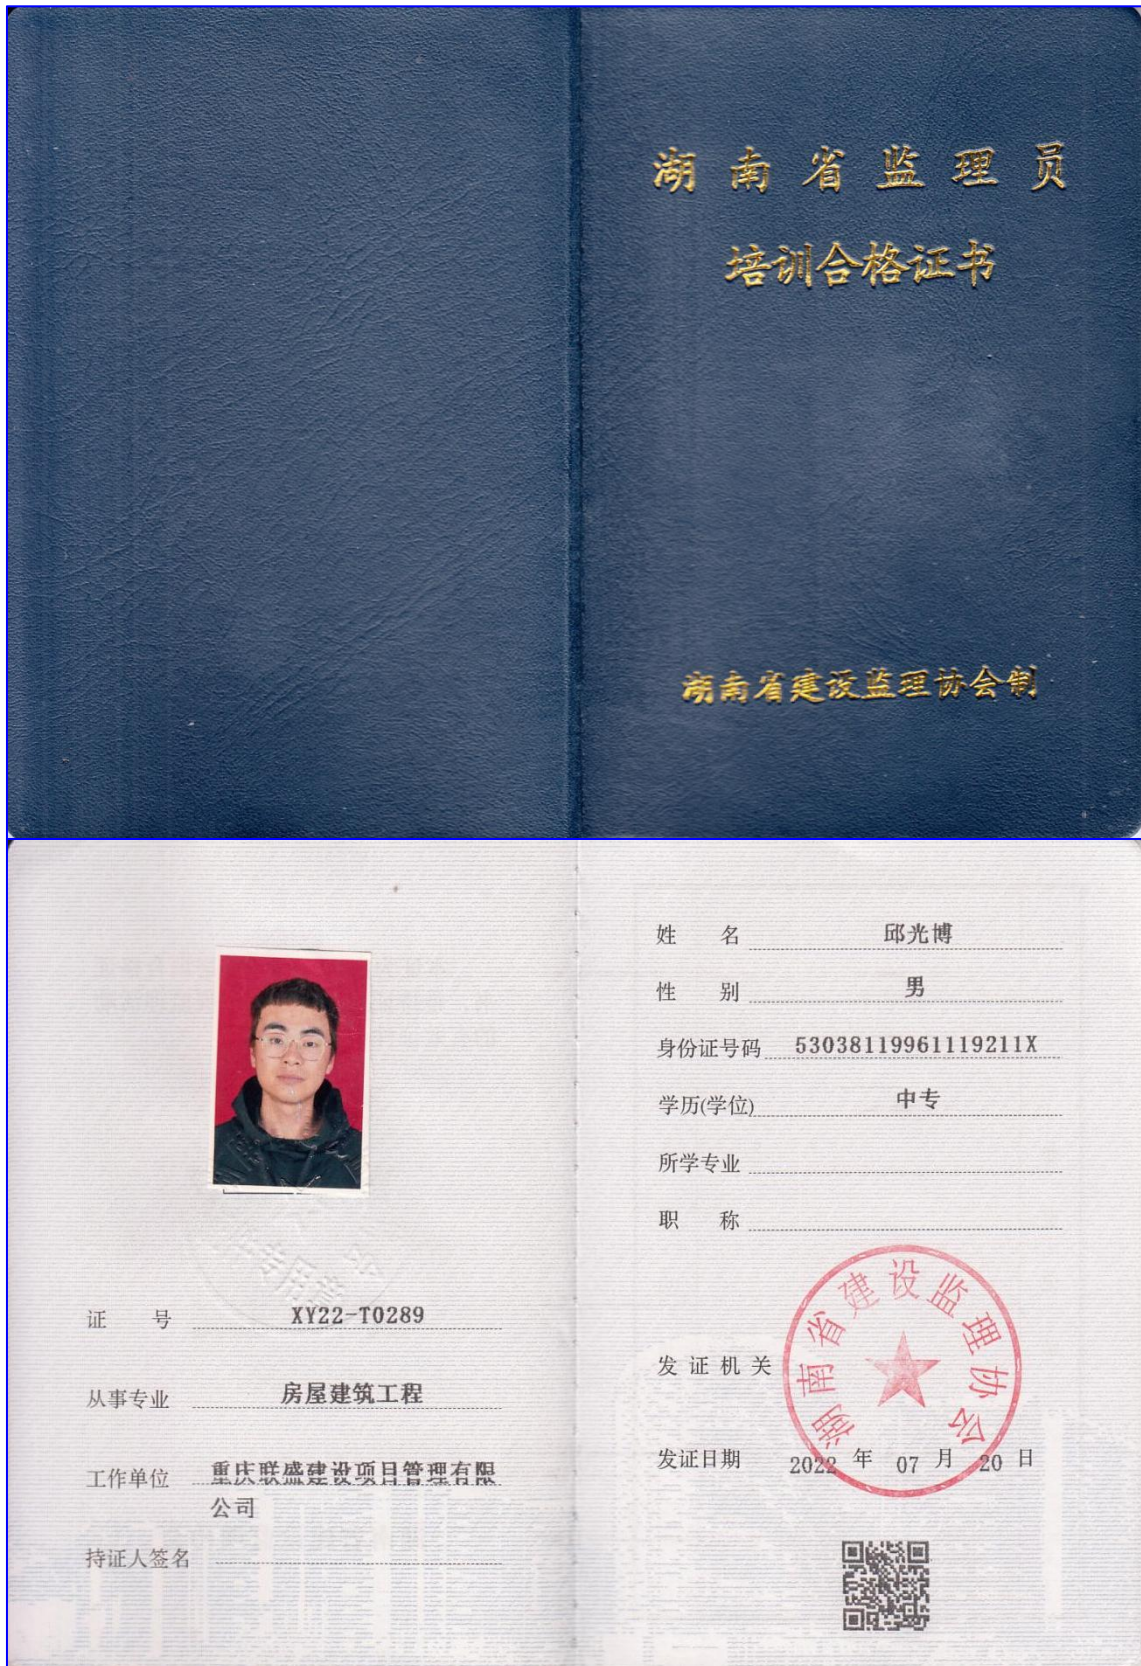 湖南省监理员
培训合格证书
湖南省建设监理协会制
专用章
证 号 XY22-T0289
从事专业 房屋建筑工程
工作单位 重庆联盛建设项目管理有限
公司
持证人签名
姓 名 邱光博
性 别 男
身份证号码 53038119961119211X
学历(学位) 中专
所学专业
职 称
湖南省建设监理协会
发证机关
发证日期 2022 年 07 月 20 日